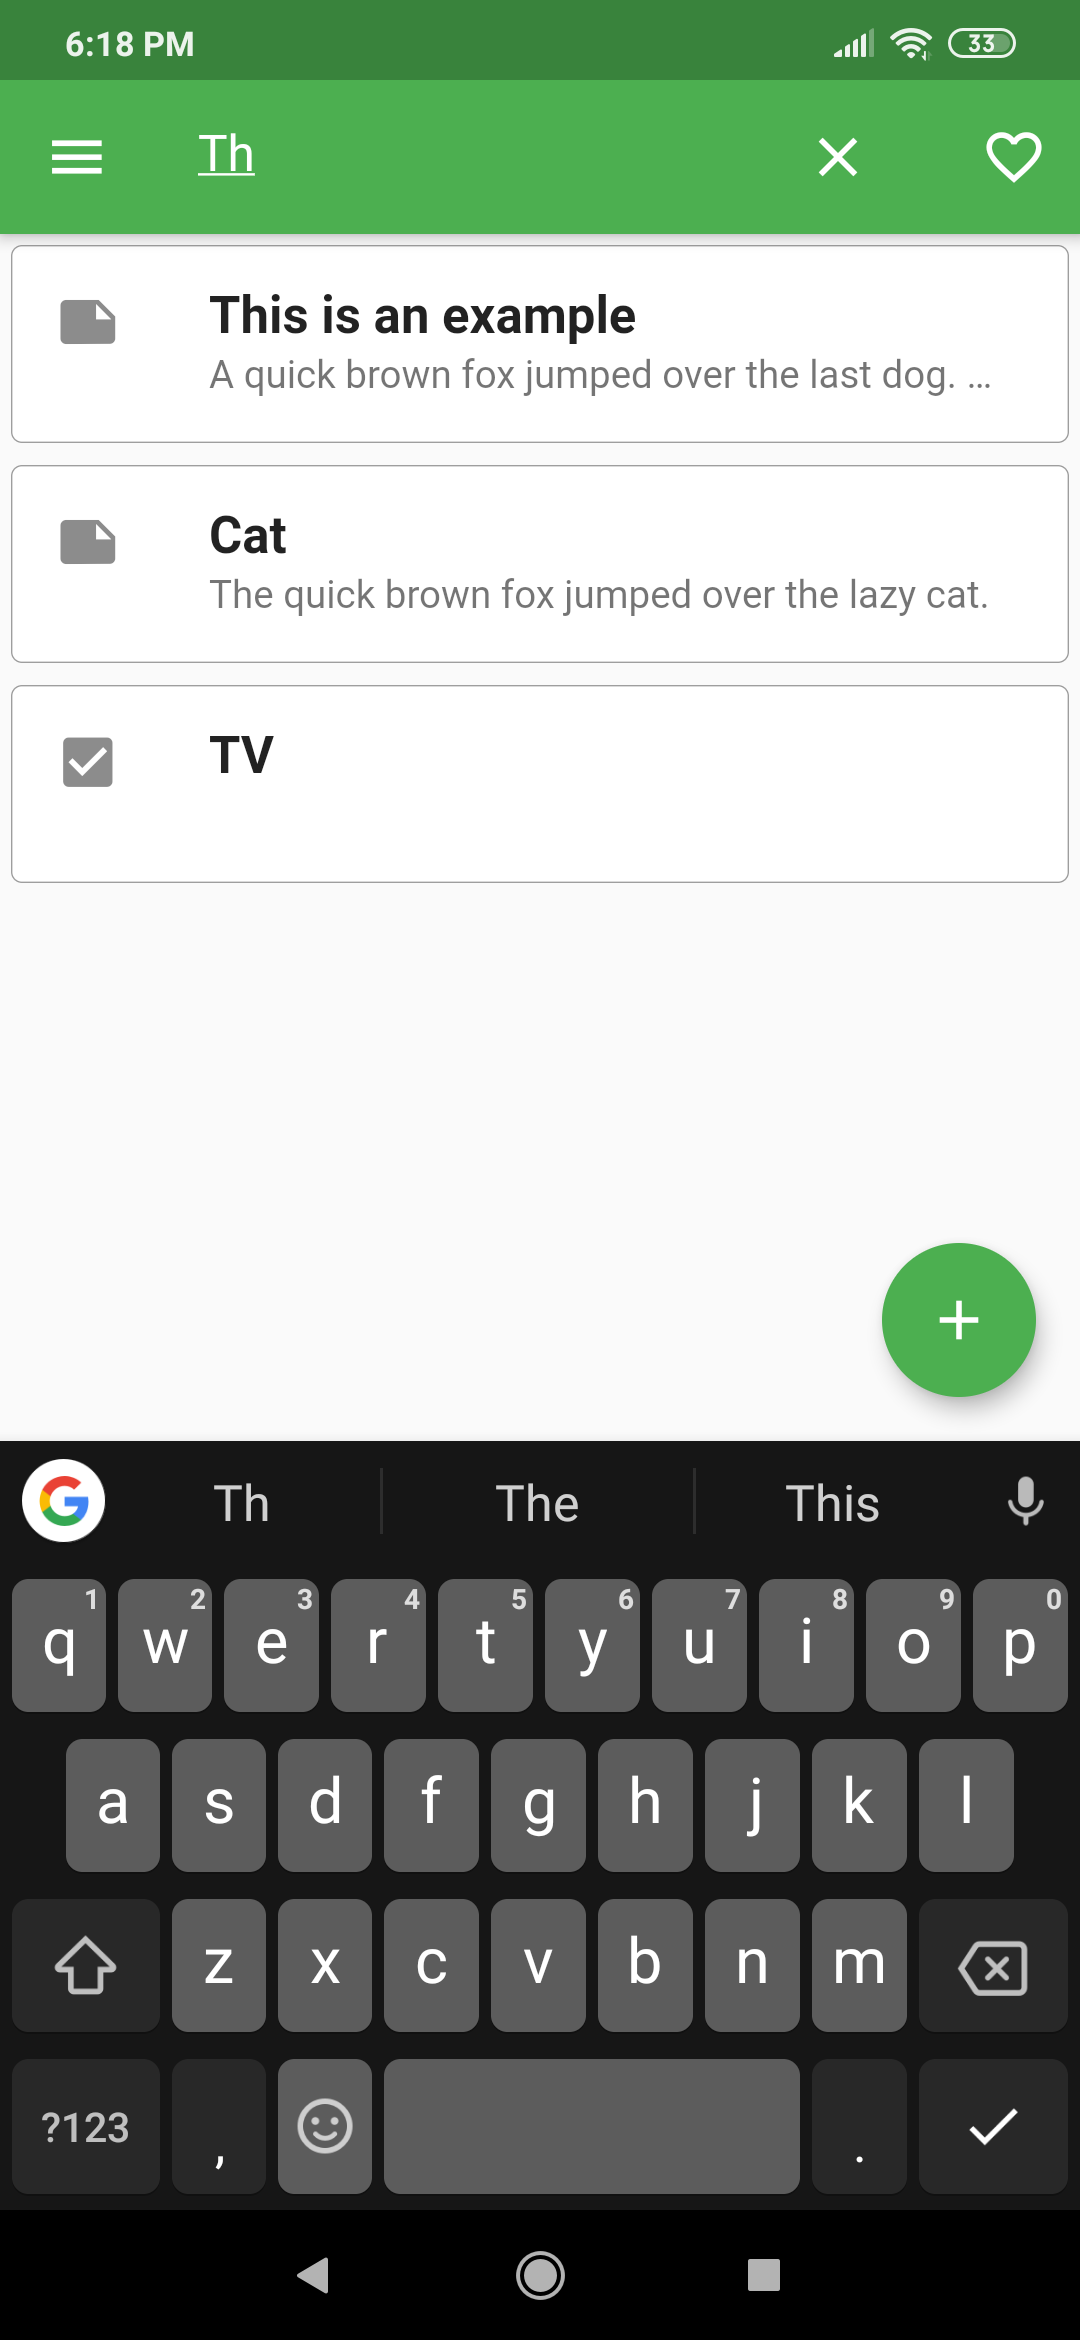 6:18 PM 33
Th
This is an example
A quick brown fox jumped over the last dog. ...
Cat
The quick brown fox jumped over the lazy cat.
TV
Th The This
1 2 3 4 5 6 7 8 9 0
q w e r t y u i o p
a s d f g h j k l
z x c v b n m
?123 , .